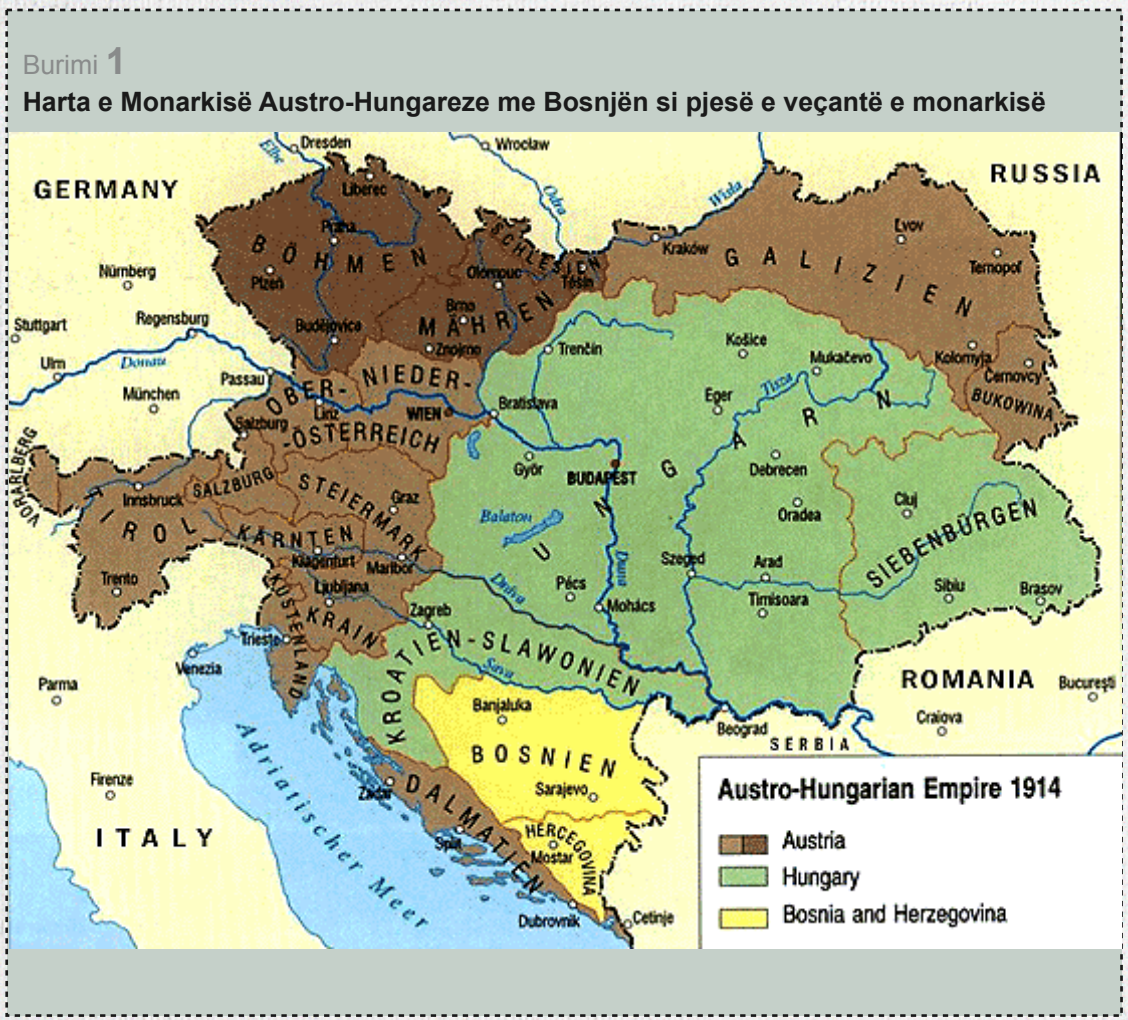 Burimi 1
Harta e Monarkisë Austro-Hungareze me Bosnjën si pjesë e veçantë e monarkisë
Dresden
Wrocław
Elbe
Odra
Wisła
GERMANY
RUSSIA
Liberec
Praha
BÖHMEN
Plzeň
SCHLESIEN
Olomouc
Těšín
Kraków
GALIZIEN
Lvov
Ternopol
Nürnberg
Stuttgart
Regensburg
Ulm
Donau
München
Passau
Budějovice
Brno
MÄHREN
Znojmo
Trenčín
Košice
Mukačevo
Kolomyja
Černovcy
BUKOWINA
OBER-
NIEDER-
-ÖSTERREICH
Linz
WIEN
Bratislava
Salzburg
Eger
Tisza
UNGARN
Györ
BUDAPEST
Debrecen
Oradea
Cluj
SIEBENBÜRGEN
VORARLBERG
TIROL
Innsbruck
SALZBURG
STEIERMARK
Graz
Balaton
KÄRNTEN
Klagenfurt
Maribor
Trento
Ljubljana
KÜSTENLAND
KRAIN
Drava
Duna
Pécs
Mohács
Szeged
Arad
Timisoara
Sibiu
Brasov
Zagreb
Trieste
Venezia
KROATIEN-SLAWONIEN
Sava
Parma
ROMANIA
Bucureşti
Craiova
Beograd
SERBIA
Banjaluka
BOSNIEN
Sarajevo
Adriatischer Meer
Firenze
ITALY
Zadar
DALMATIEN
Split
HERCEGOVINA
Mostar
Dubrovnik
Cetinje
Austro-Hungarian Empire 1914
Austria
Hungary
Bosnia and Herzegovina